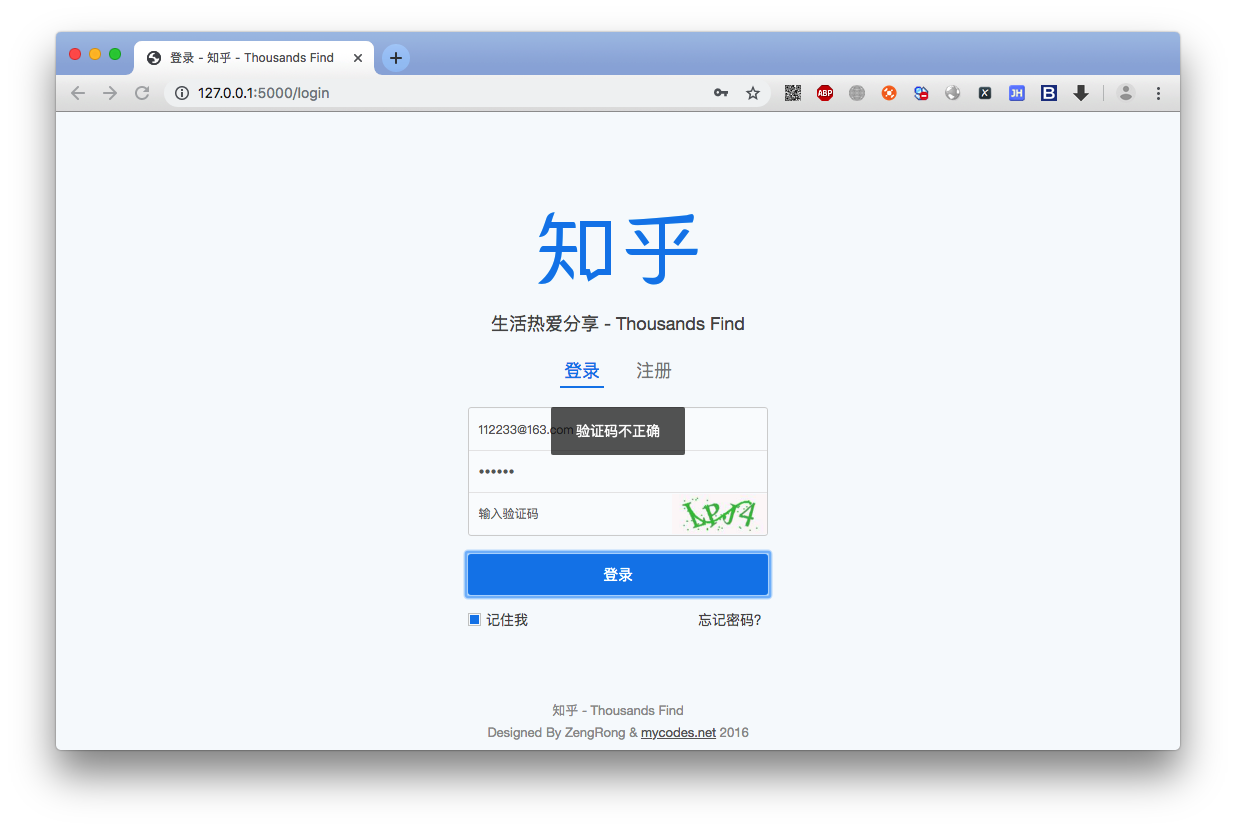 登录 - 知乎 - Thousands Find
127.0.0.1:5000/login
ABP
X
JH
B
知乎
生活热爱分享 - Thousands Find
登录 注册
112233@163.com
验证码不正确
••••••
输入验证码 LPJ4
登录
记住我 忘记密码?
知乎 - Thousands Find
Designed By ZengRong & mycodes.net 2016